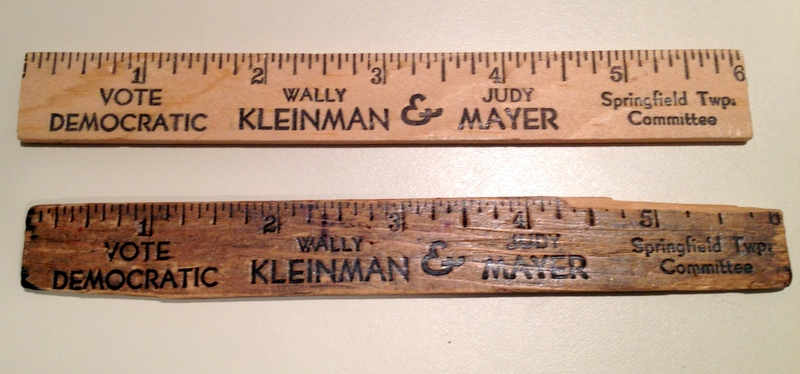 1 2 3 4 5 6
VOTE DEMOCRATIC
WALLY KLEINMAN & JUDY MAYER
Springfield Twp.
Committee
1 2 3 4 5 6
VOTE DEMOCRATIC
WALLY KLEINMAN & JUDY MAYER
Springfield Twp.
Committee